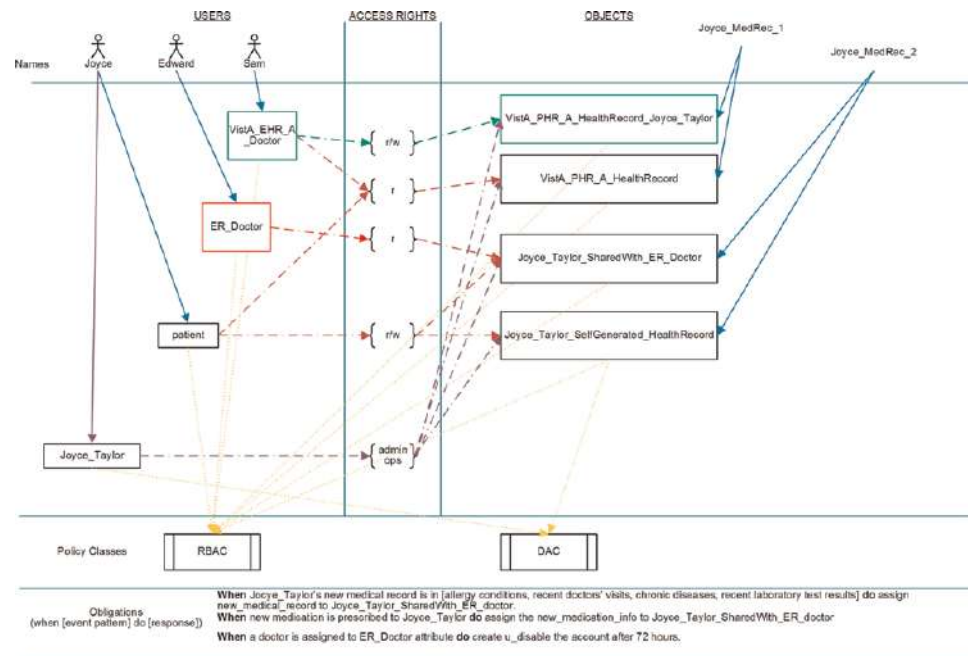 USERS
ACCESS RIGHTS
OBJECTS
Joyce_MedRec_1
Joyce_MedRec_2
Names
Joyce
Edward
Sam
VistA_EHR_A
_Doctor
{ r/w }
VistA_PHR_A_HealthRecord_Joyce_Taylor
{ r }
VistA_PHR_A_HealthRecord
ER_Doctor
{ r }
Joyce_Taylor_SharedWith_ER_Doctor
patient
{ r/w }
Joyce_Taylor_SelfGenerated_HealthRecord
Joyce_Taylor
{ admin
ops }
Policy Classes
RBAC
DAC
Obligations
(when [event pattern] do [response])
When Jocye_Taylor's new medical record is in [allergy conditions, recent doctors' visits, chronic diseases, recent laboratory test results] do assign
new_medical_record to Joyce_Taylor_SharedWith_ER_doctor.
When new medication is prescribed to Joyce_Taylor do assign the new_medication_info to Joyce_Taylor_SharedWith_ER_doctor
When a doctor is assigned to ER_Doctor attribute do create u_disable the account after 72 hours.